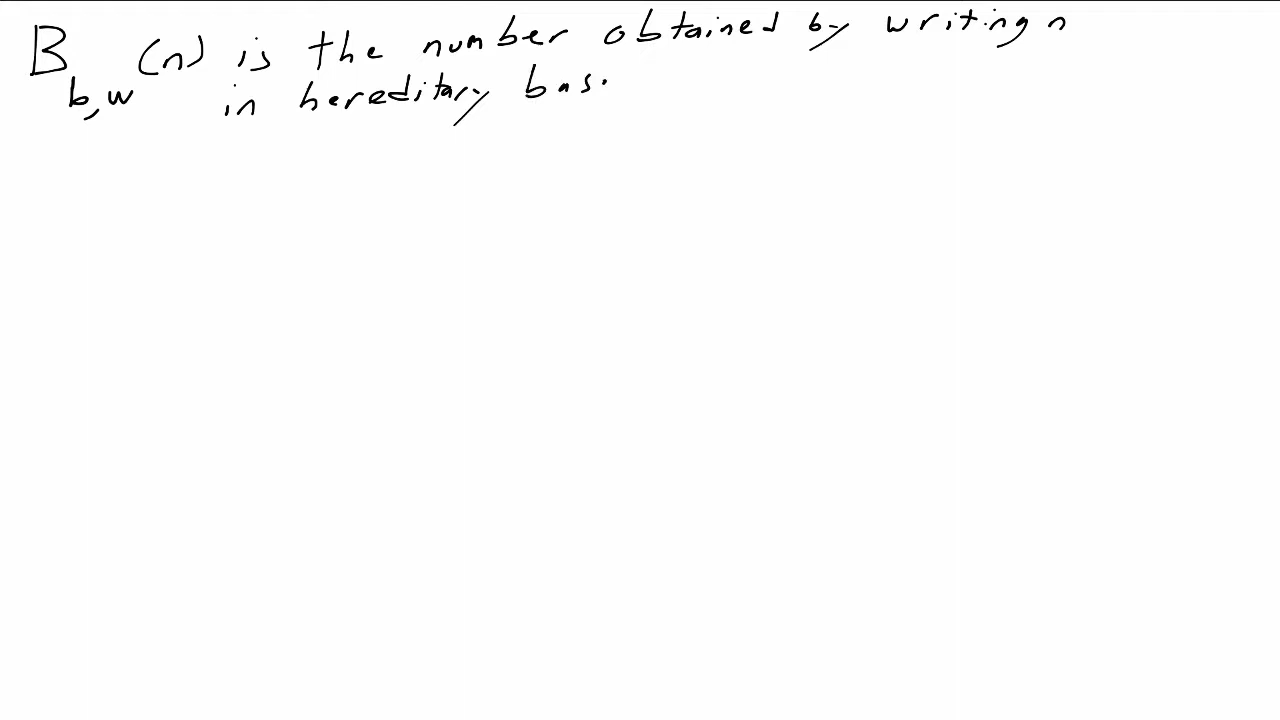 B_{b,w} (n) is the number obtained by writing n
in hereditary bas